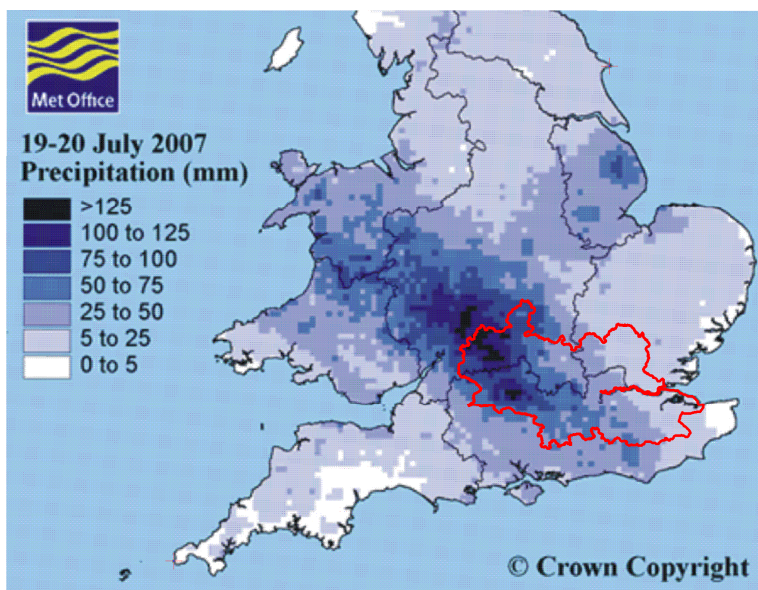 Met Office
19-20 July 2007
Precipitation (mm)
>125
100 to 125
75 to 100
50 to 75
25 to 50
5 to 25
0 to 5
© Crown Copyright